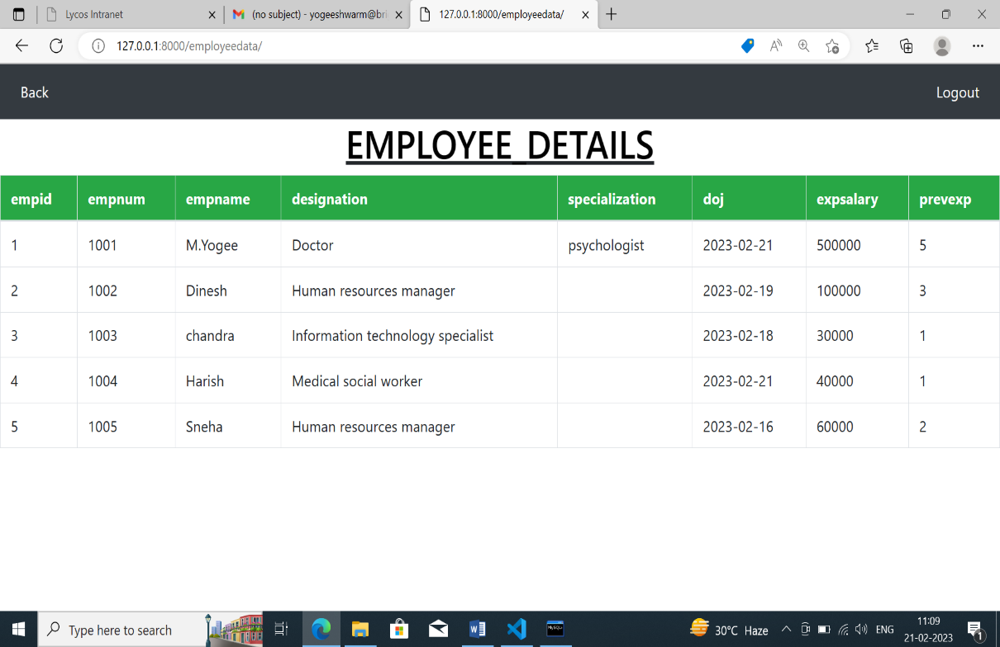 Lycos Intranet (no subject) - yogeeshwarm@bri 127.0.0.1:8000/employeedata/
127.0.0.1:8000/employeedata/
Back Logout
EMPLOYEE_DETAILS
empid empnum empname designation specialization doj expsalary prevexp
1 1001 M.Yogee Doctor psychologist 2023-02-21 500000 5
2 1002 Dinesh Human resources manager 2023-02-19 100000 3
3 1003 chandra Information technology specialist 2023-02-18 30000 1
4 1004 Harish Medical social worker 2023-02-21 40000 1
5 1005 Sneha Human resources manager 2023-02-16 60000 2
Type here to search 30°C Haze ENG 11:09
21-02-2023 1